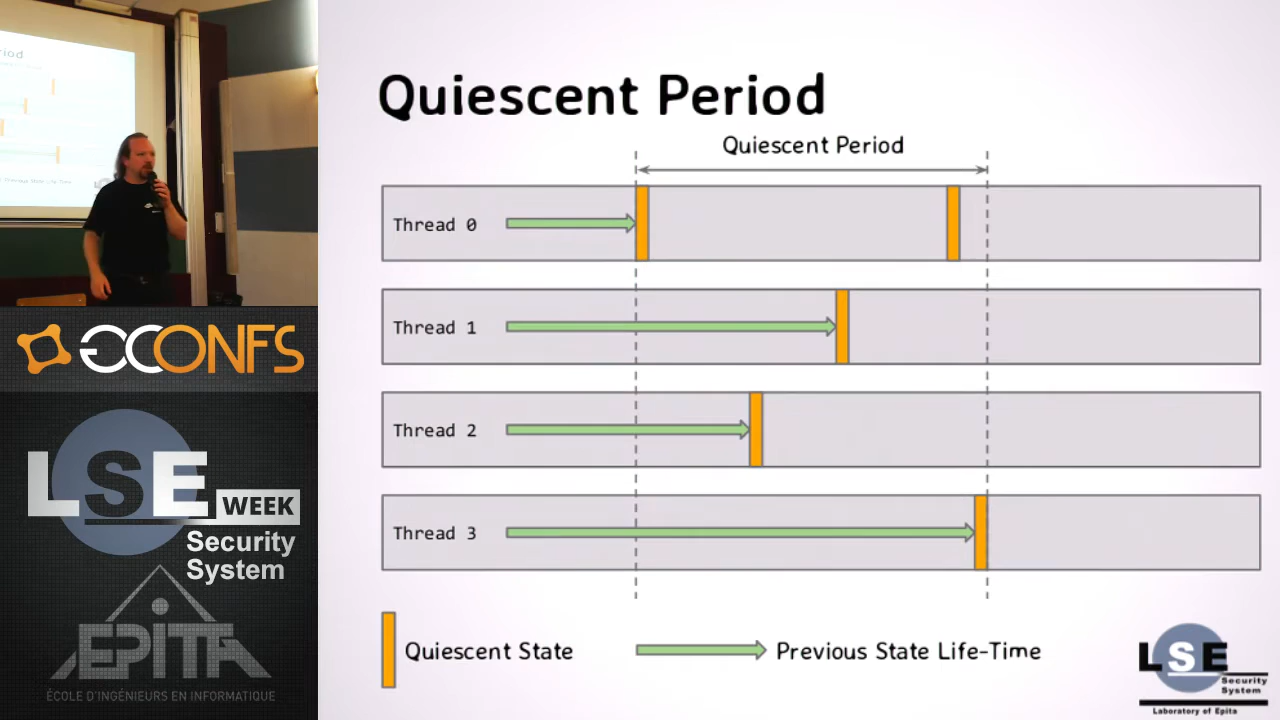 Quiescent Period
Quiescent Period
Thread 0
Thread 1
Thread 2
Thread 3
Quiescent State
Previous State Life-Time
LSE
Security
System
Laboratory of Epita
CONFS
LSE
WEEK
Security
System
EPITA
ÉCOLE D'INGÉNIEURS EN INFORMATIQUE